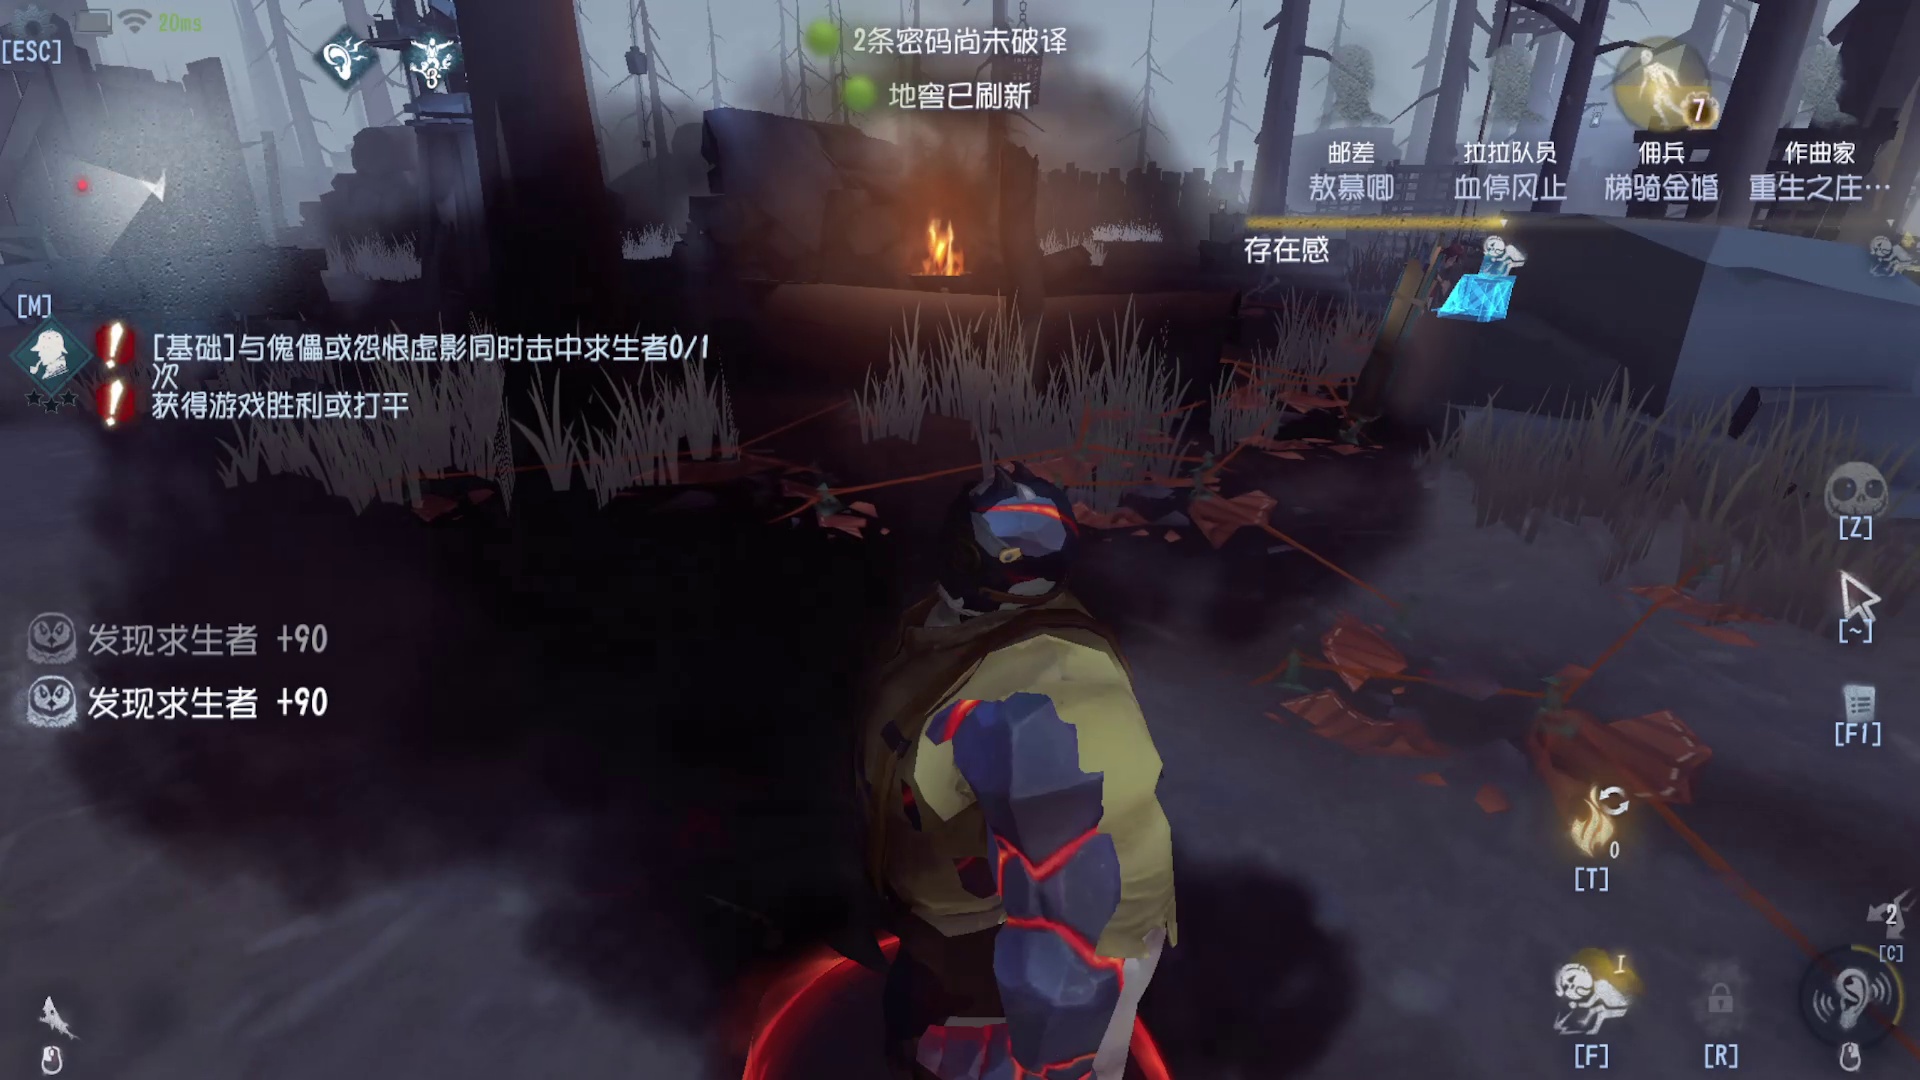 20ms
[ESC]
3
2条密码尚未破译
地窖已刷新
7
邮差
拉拉队员
佣兵
作曲家
敖慕卿
血停风止
梯骑金婚
重生之庄…
存在感
[M]
[基础]与傀儡或怨恨虚影同时击中求生者0/1
次
获得游戏胜利或打平
[Z]
[~]
发现求生者 +90
发现求生者 +90
[F1]
0
[T]
2
[C]
I
[F]
[R]